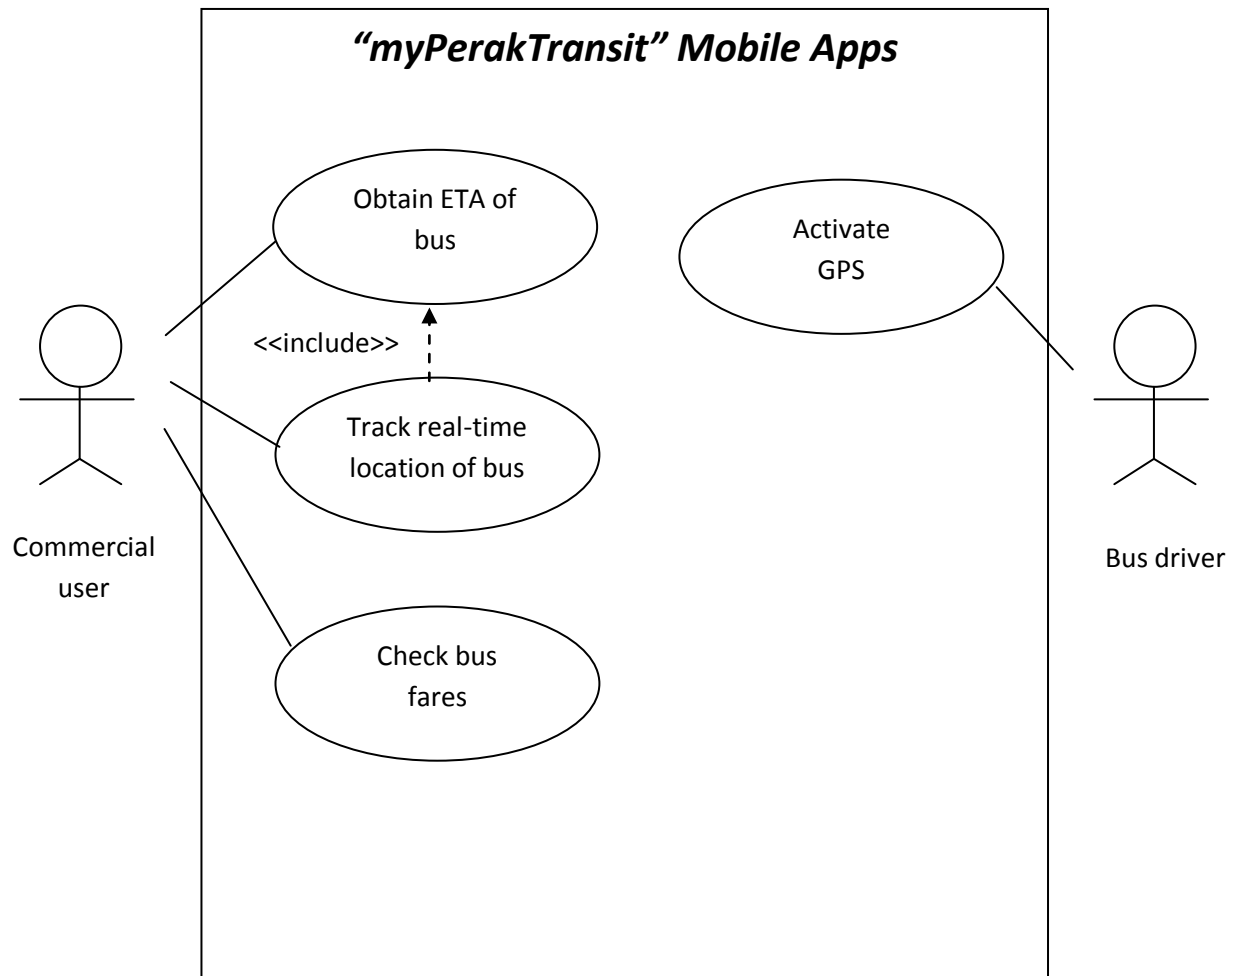 “myPerakTransit” Mobile Apps
Obtain ETA of
bus
Activate
GPS
<<include>>
Track real-time
location of bus
Commercial
user
Bus driver
Check bus
fares